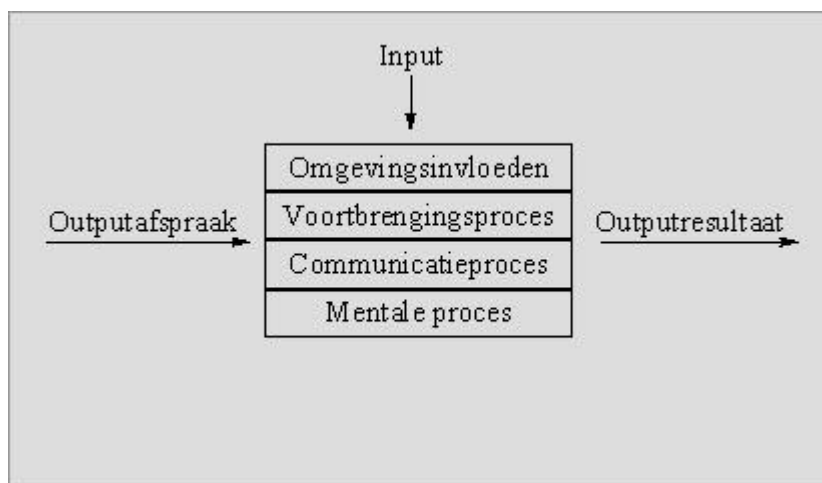 Input
Omgevingsinvloeden
Outputafspraak
Voortbrengingsproces
Outputresultaat
Communicatieproces
Mentale proces